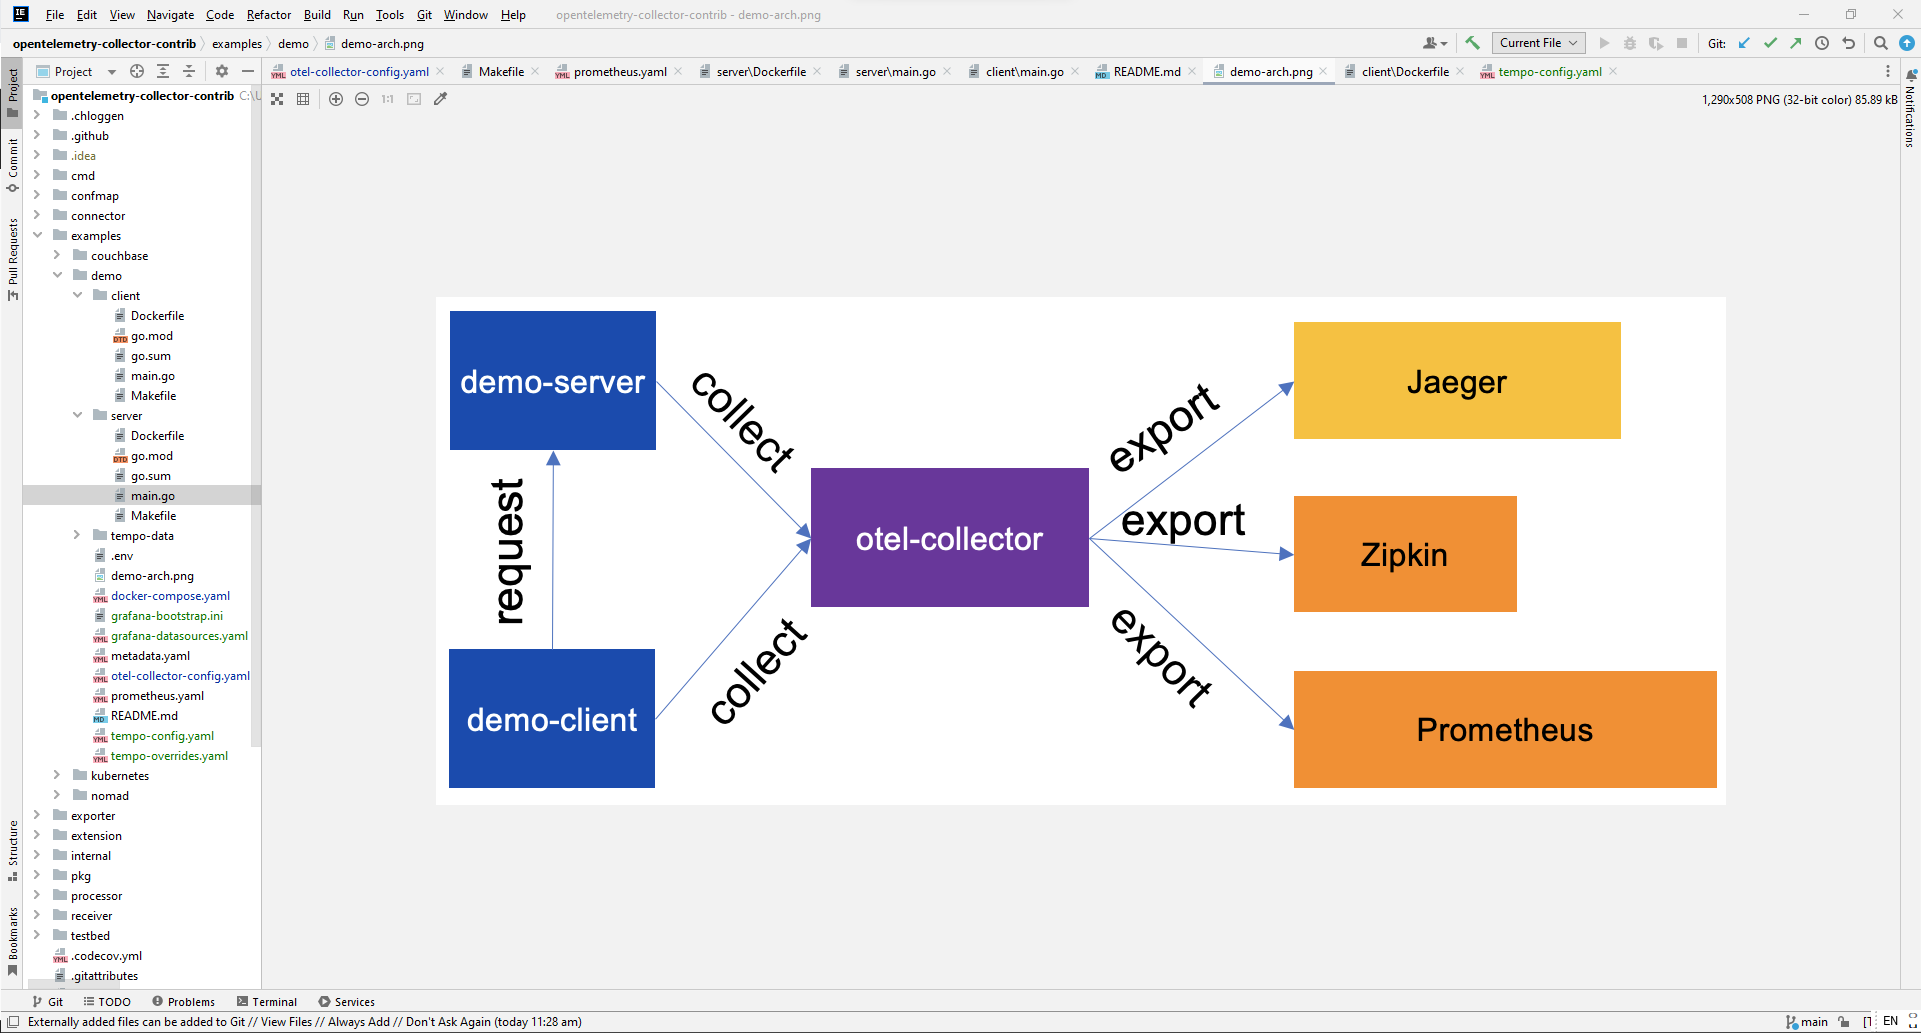 File Edit View Navigate Code Refactor Build Run Tools Git Window Help opentelemetry-collector-contrib - demo-arch.png
opentelemetry-collector-contrib examples demo demo-arch.png Current File Git:
Project otel-collector-config.yaml Makefile prometheus.yaml server\Dockerfile server\main.go client\main.go README.md demo-arch.png client\Dockerfile tempo-config.yaml
1:1 1,290x508 PNG (32-bit color) 85.89 kB
Project
Commit
Pull Requests
Structure
Bookmarks
Notifications
opentelemetry-collector-contrib C:\U
.chloggen
.github
.idea
cmd
confmap
connector
examples
couchbase
demo
client
Dockerfile
go.mod
go.sum
main.go
Makefile
server
Dockerfile
go.mod
go.sum
main.go
Makefile
tempo-data
.env
demo-arch.png
docker-compose.yaml
grafana-bootstrap.ini
grafana-datasources.yaml
metadata.yaml
otel-collector-config.yaml
prometheus.yaml
README.md
tempo-config.yaml
tempo-overrides.yaml
kubernetes
nomad
exporter
extension
internal
pkg
processor
receiver
testbed
.codecov.yml
.gitattributes
demo-server
collect
request
demo-client
collect
otel-collector
export
Jaeger
export
Zipkin
export
Prometheus
Git TODO Problems Terminal Services
Externally added files can be added to Git // View Files // Always Add // Don't Ask Again (today 11:28 am) main EN